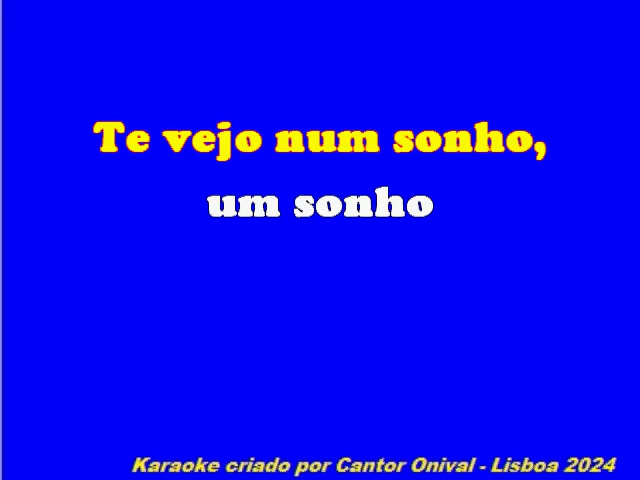 Te vejo num sonho,
um sonho
Karaoke criado por Cantor Onival - Lisboa 2024